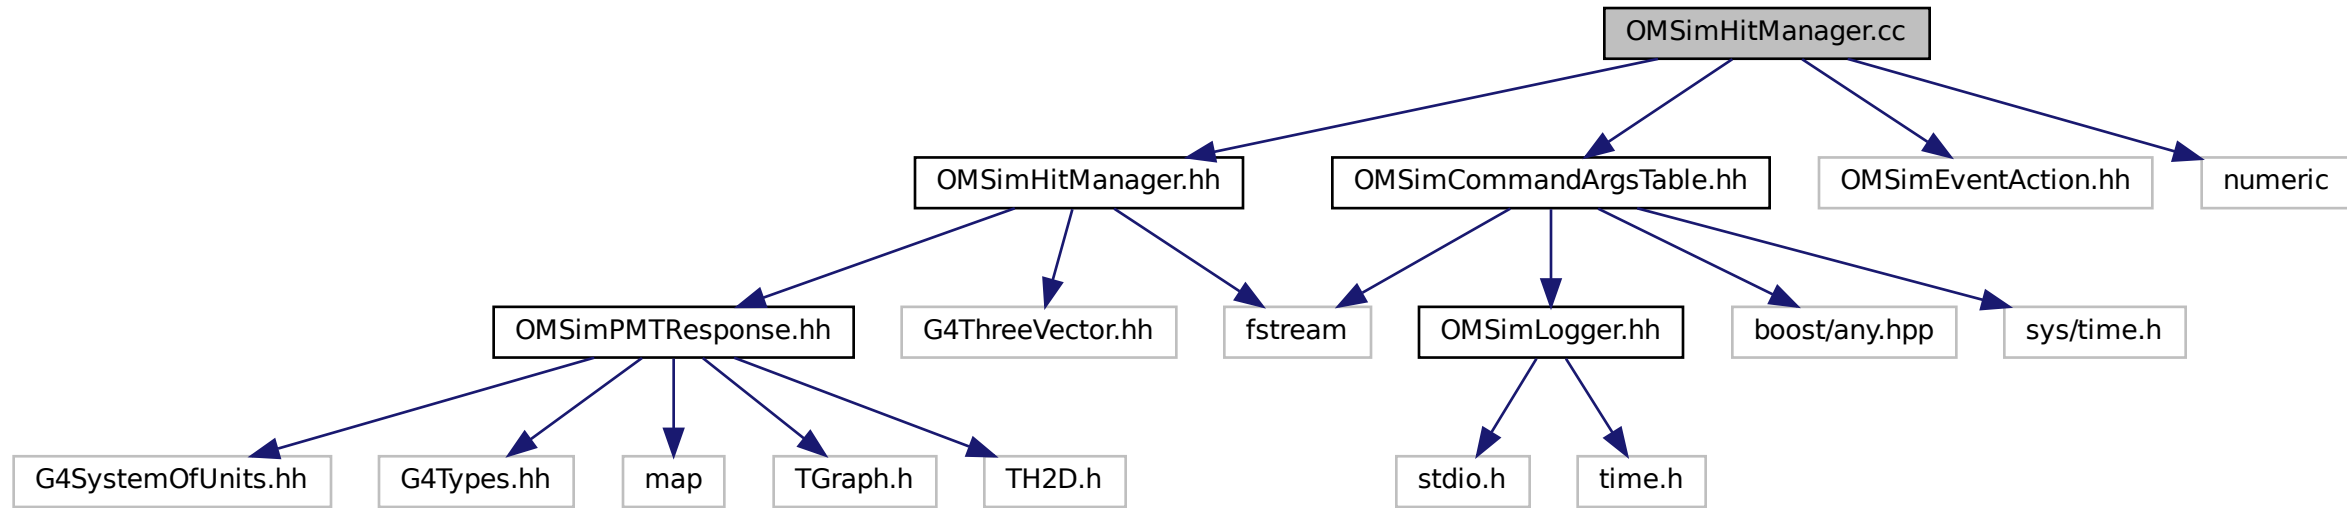 OMSimHitManager.cc
OMSimHitManager.hh
OMSimCommandArgsTable.hh
OMSimEventAction.hh
numeric
OMSimPMTResponse.hh
G4ThreeVector.hh
fstream
OMSimLogger.hh
boost/any.hpp
sys/time.h
G4SystemOfUnits.hh
G4Types.hh
map
TGraph.h
TH2D.h
stdio.h
time.h